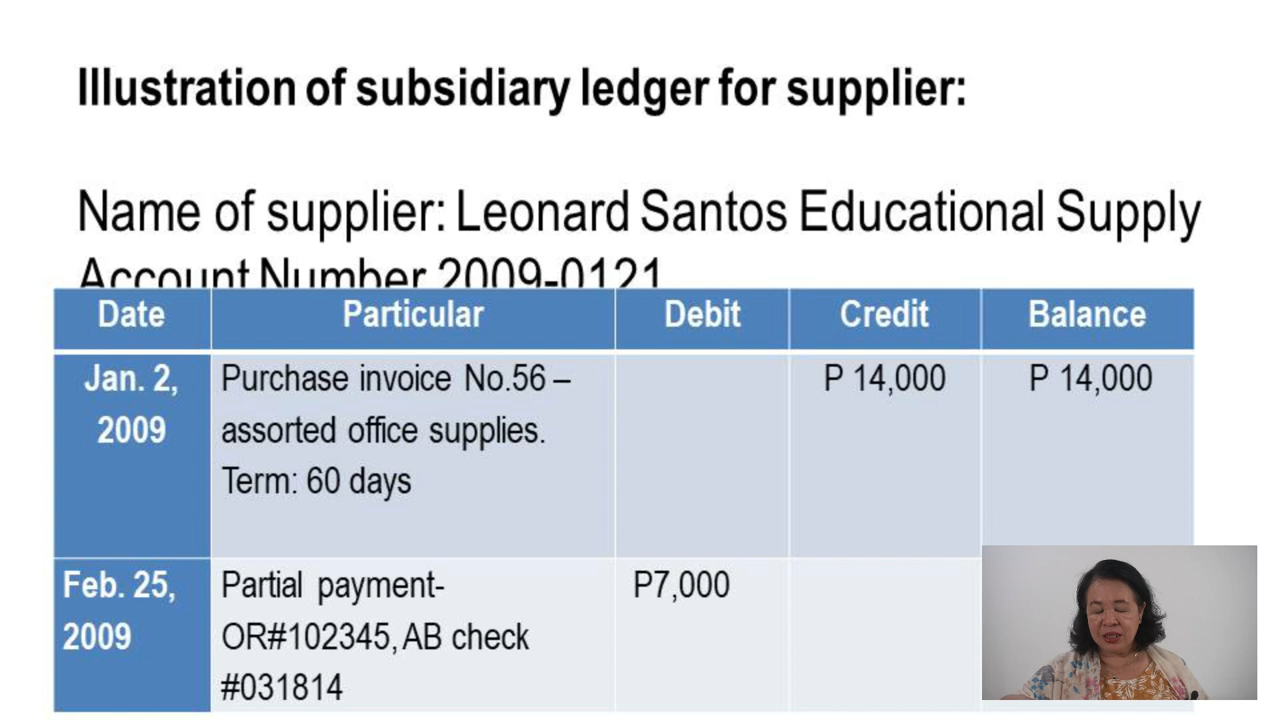 Illustration of subsidiary ledger for supplier:
Name of supplier: Leonard Santos Educational Supply
Account Number 2009-0121
Date Particular Debit Credit Balance
Jan. 2, Purchase invoice No.56 – P 14,000 P 14,000
2009 assorted office supplies.
Term: 60 days
Feb. 25, Partial payment- P7,000
2009 OR#102345, AB check
#031814